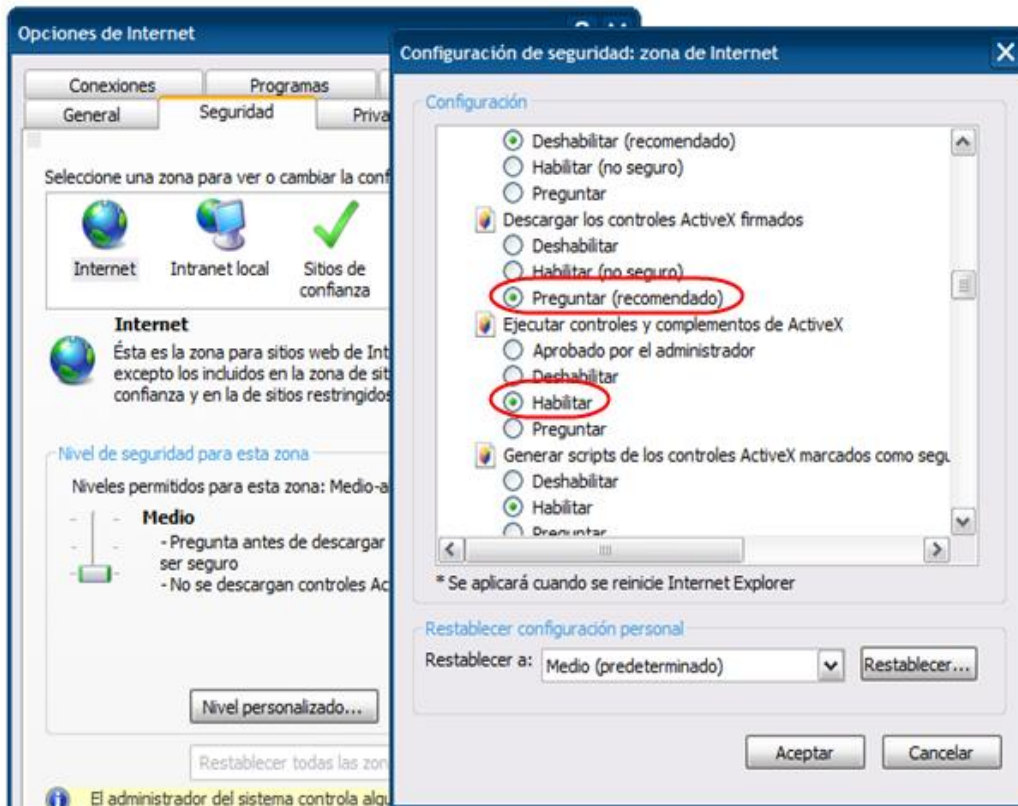 Opciones de Internet
Conexiones
Programas
General
Seguridad
Priva
Seleccione una zona para ver o cambiar la conf
Internet
Intranet local
Sitios de
confianza
Internet
Ésta es la zona para sitios web de Int
excepto los incluidos en la zona de sit
confianza y en la de sitios restringidos
Nivel de seguridad para esta zona
Niveles permitidos para esta zona: Medio-a
Medio
- Pregunta antes de descargar
ser seguro
- No se descargan controles Ac
Nivel personalizado...
Restablecer todas las zon
El administrador del sistema controla algu
Configuración de seguridad: zona de Internet
Configuración
Deshabilitar (recomendado)
Habilitar (no seguro)
Preguntar
Descargar los controles ActiveX firmados
Deshabilitar
Habilitar (no seguro)
Preguntar (recomendado)
Ejecutar controles y complementos de ActiveX
Aprobado por el administrador
Deshabilitar
Habilitar
Preguntar
Generar scripts de los controles ActiveX marcados como segu
Deshabilitar
Habilitar
Preguntar
* Se aplicará cuando se reinicie Internet Explorer
Restablecer configuración personal
Restablecer a:
Medio (predeterminado)
Restablecer...
Aceptar
Cancelar